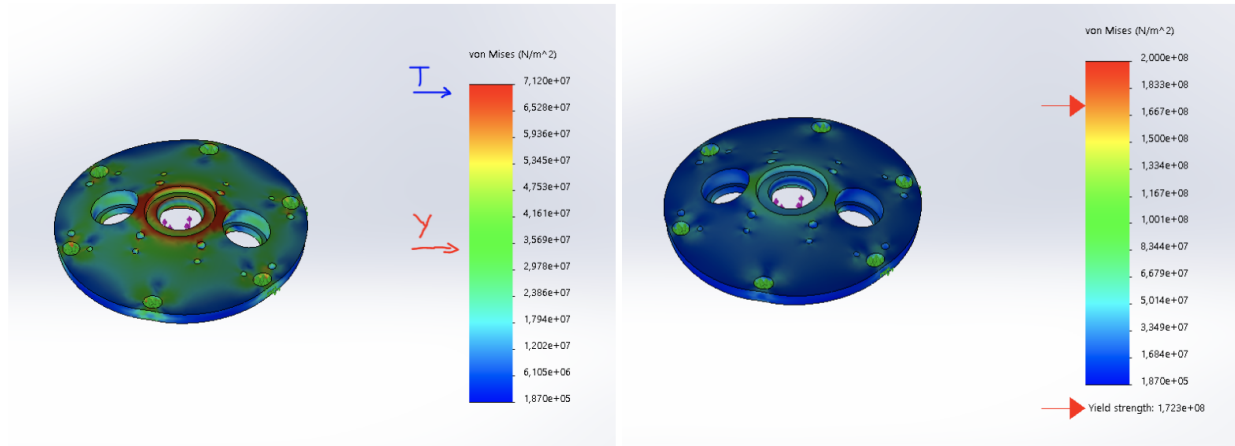 von Mises (N/m^2)
T
7,120e+07
6,528e+07
5,936e+07
5,345e+07
4,753e+07
4,161e+07
Y
3,569e+07
2,978e+07
2,386e+07
1,794e+07
1,202e+07
6,105e+06
1,870e+05
von Mises (N/m^2)
2,000e+08
1,833e+08
1,667e+08
1,500e+08
1,334e+08
1,167e+08
1,001e+08
8,344e+07
6,679e+07
5,014e+07
3,349e+07
1,684e+07
1,870e+05
Yield strength: 1,723e+08